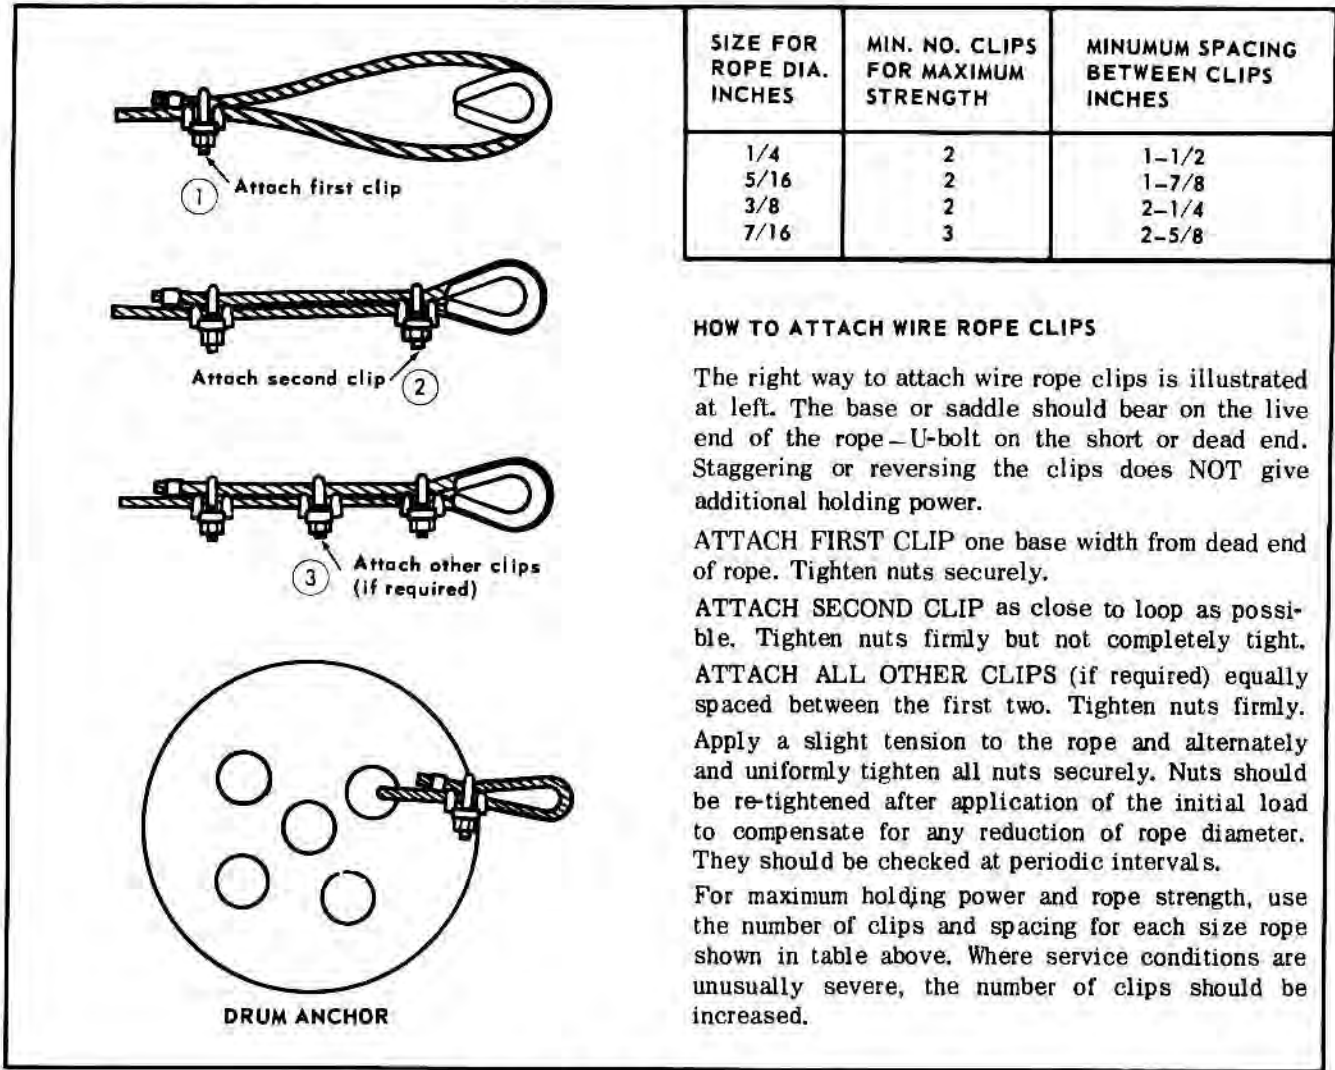 1 Attach first clip
Attach second clip 2
3 Attach other clips
(if required)
DRUM ANCHOR
SIZE FOR ROPE DIA. INCHES MIN. NO. CLIPS FOR MAXIMUM STRENGTH MINUMUM SPACING BETWEEN CLIPS INCHES
1/4 2 1-1/2
5/16 2 1-7/8
3/8 2 2-1/4
7/16 3 2-5/8
HOW TO ATTACH WIRE ROPE CLIPS
The right way to attach wire rope clips is illustrated
at left. The base or saddle should bear on the live
end of the rope – U-bolt on the short or dead end.
Staggering or reversing the clips does NOT give
additional holding power.
ATTACH FIRST CLIP one base width from dead end
of rope. Tighten nuts securely.
ATTACH SECOND CLIP as close to loop as possi-
ble. Tighten nuts firmly but not completely tight.
ATTACH ALL OTHER CLIPS (if required) equally
spaced between the first two. Tighten nuts firmly.
Apply a slight tension to the rope and alternately
and uniformly tighten all nuts securely. Nuts should
be re-tightened after application of the initial load
to compensate for any reduction of rope diameter.
They should be checked at periodic intervals.
For maximum holding power and rope strength, use
the number of clips and spacing for each size rope
shown in table above. Where service conditions are
unusually severe, the number of clips should be
increased.